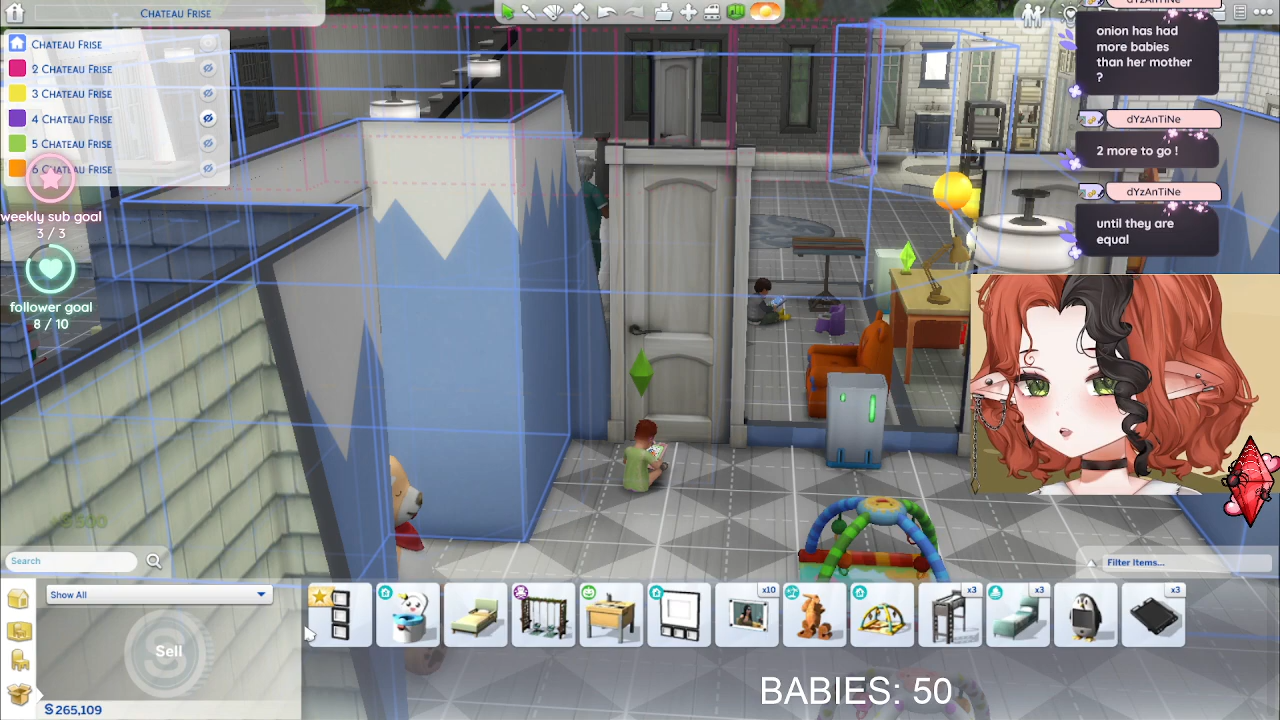 CHATEAU FRISE
CHATEAU FRISE
2 CHATEAU FRISE
3 CHATEAU FRISE
4 CHATEAU FRISE
5 CHATEAU FRISE
6 CHATEAU FRISE
weekly sub goal
3 / 3
follower goal
8 / 10
dYzAnTiNe
onion has had
more babies
than her mother
?
dYzAnTiNe
2 more to go !
dYzAnTiNe
until they are
equal
+$500
Search
Filter Items...
Show All
Sell
S265,109
x10
x3
x3
x3
BABIES: 50